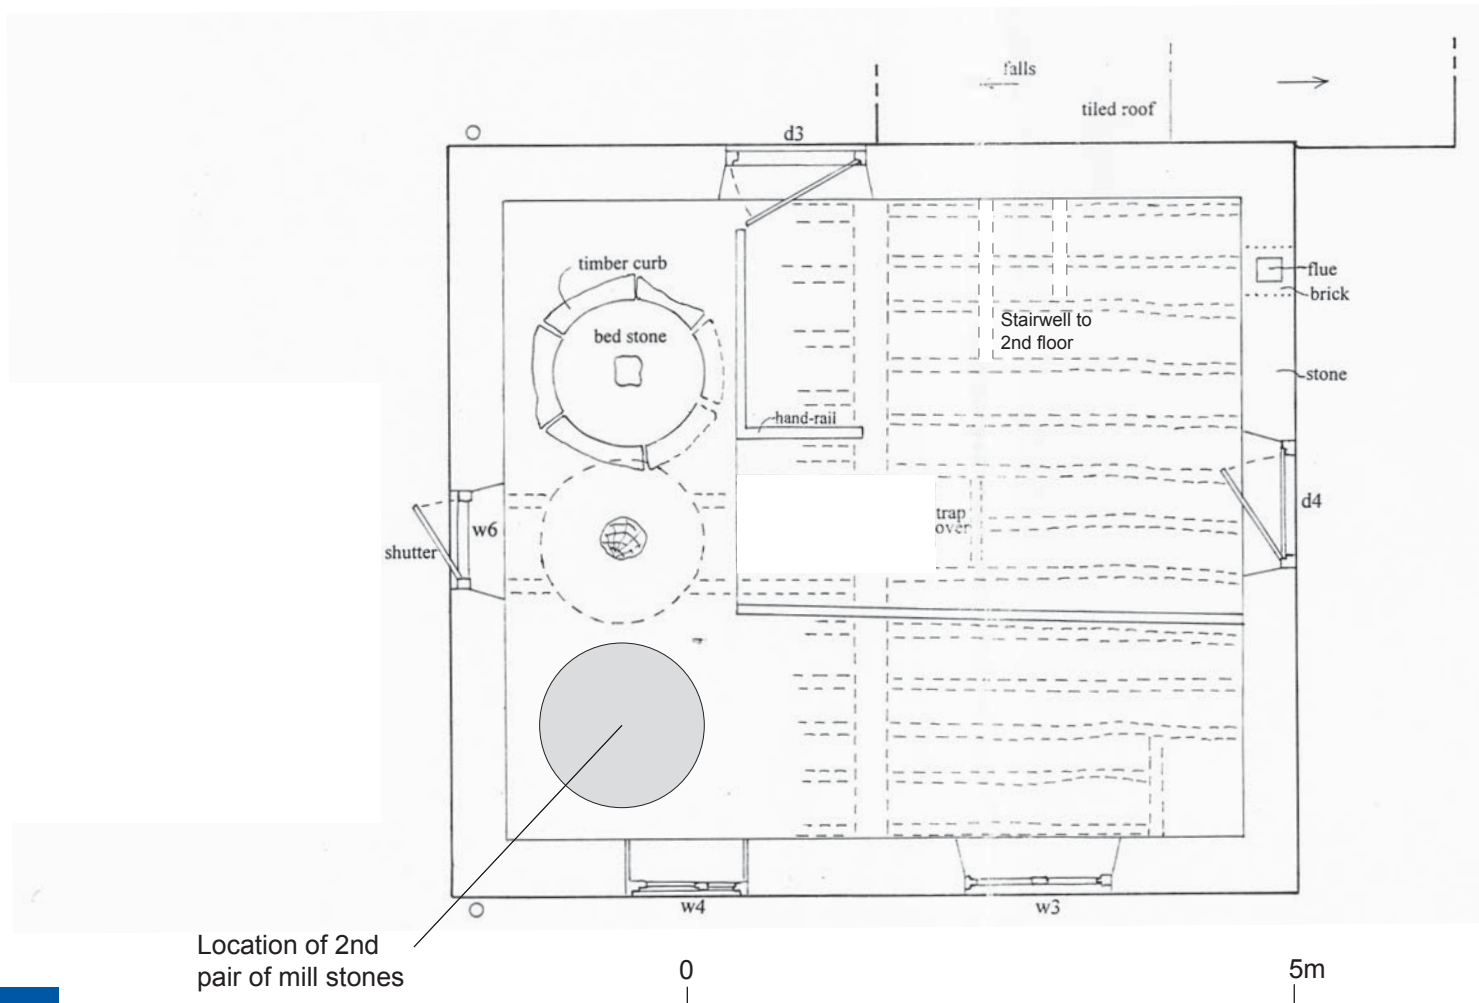 falls
tiled roof
d3
timber curb
flue
brick
bed stone
Stairwell to
2nd floor
stone
hand-rail
trap
over
d4
w6
shutter
w4
w3
Location of 2nd
pair of mill stones
0
5m